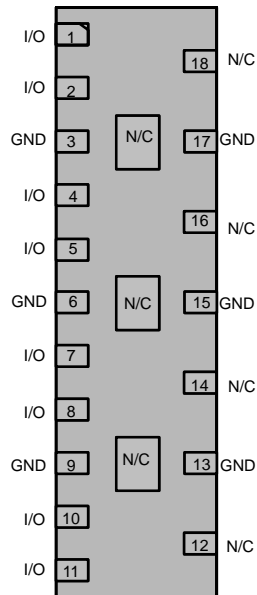 I/O 1
18 N/C
I/O 2
GND 3 N/C 17 GND
I/O 4
16 N/C
I/O 5
GND 6 N/C 15 GND
I/O 7
14 N/C
I/O 8
GND 9 N/C 13 GND
I/O 10
12 N/C
I/O 11